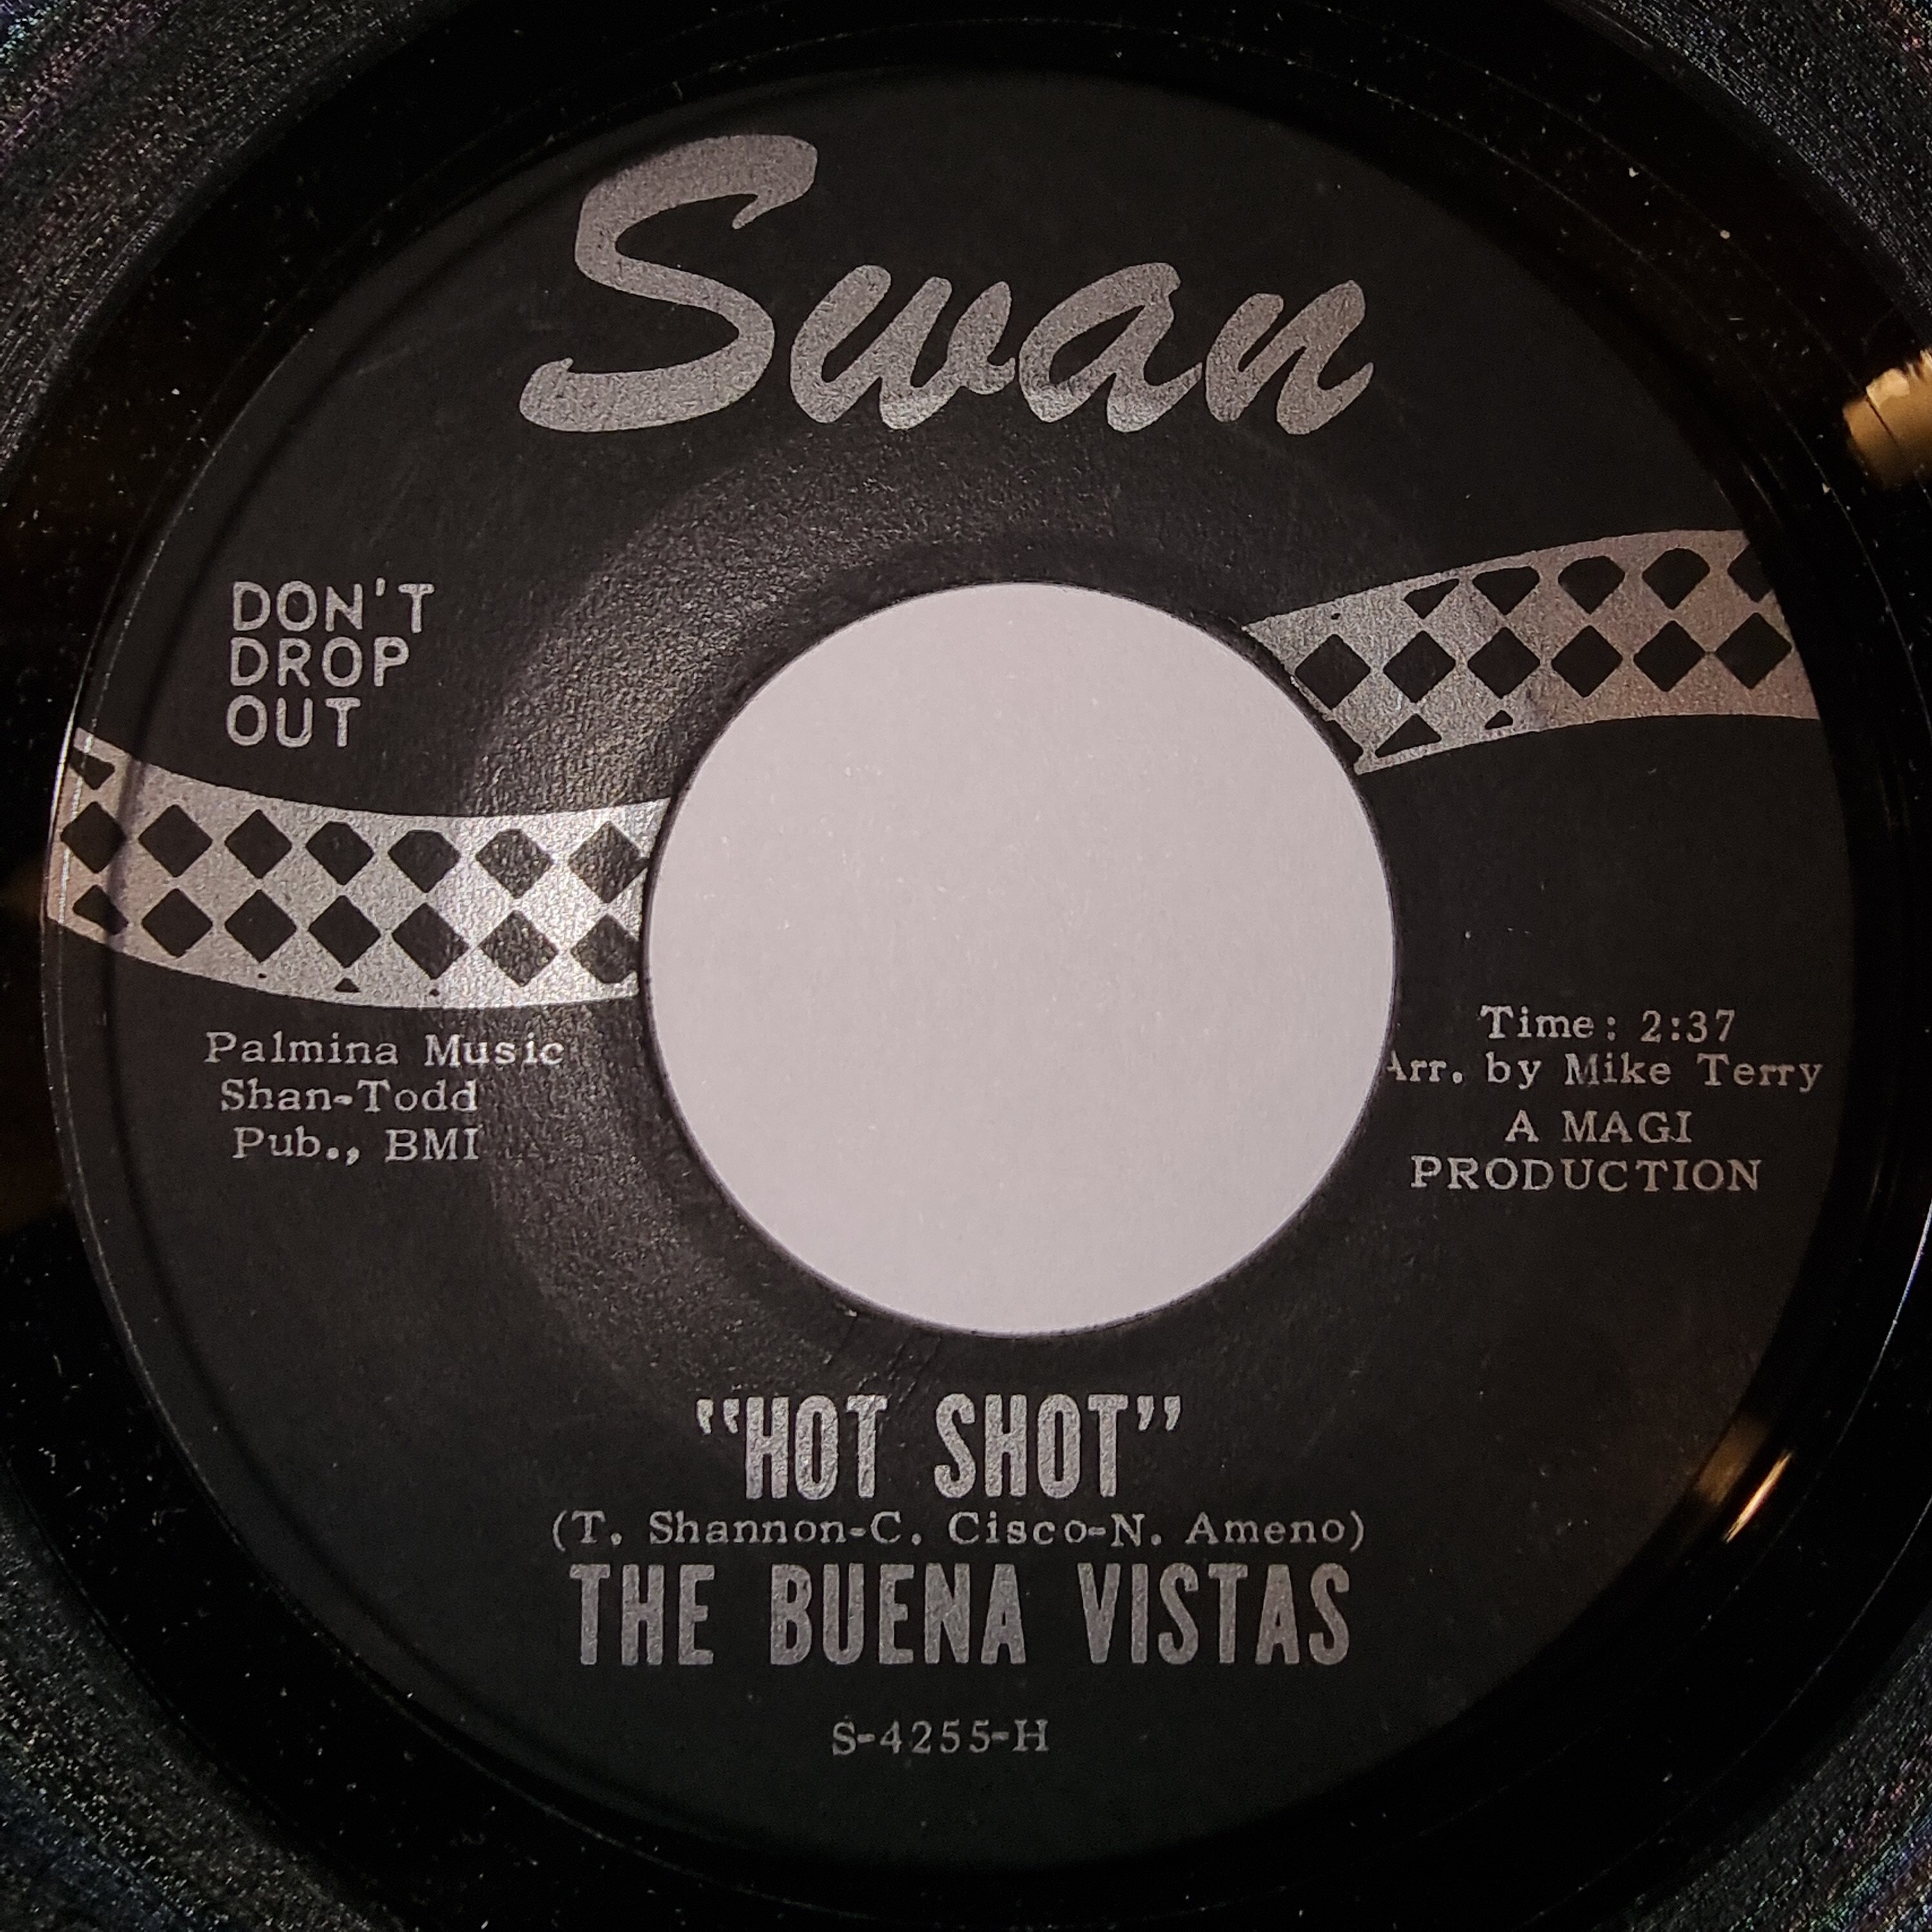 Swan
DON'T
DROP
OUT
Palmina Music
Shan-Todd
Pub., BMI
Time: 2:37
Arr. by Mike Terry
A MAGI
PRODUCTION
"HOT SHOT"
(T. Shannon-C. Cisco-N. Ameno)
THE BUENA VISTAS
S-4255-H